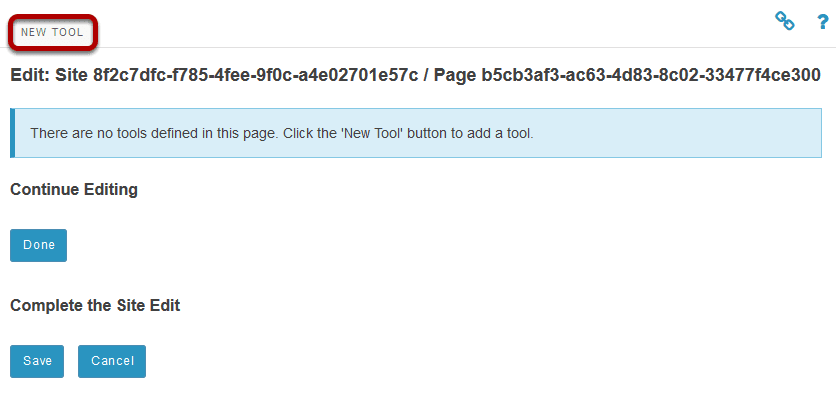 NEW TOOL
?
Edit: Site 8f2c7dfc-f785-4fee-9f0c-a4e02701e57c / Page b5cb3af3-ac63-4d83-8c02-33477f4ce300
There are no tools defined in this page. Click the 'New Tool' button to add a tool.
Continue Editing
Done
Complete the Site Edit
Save Cancel